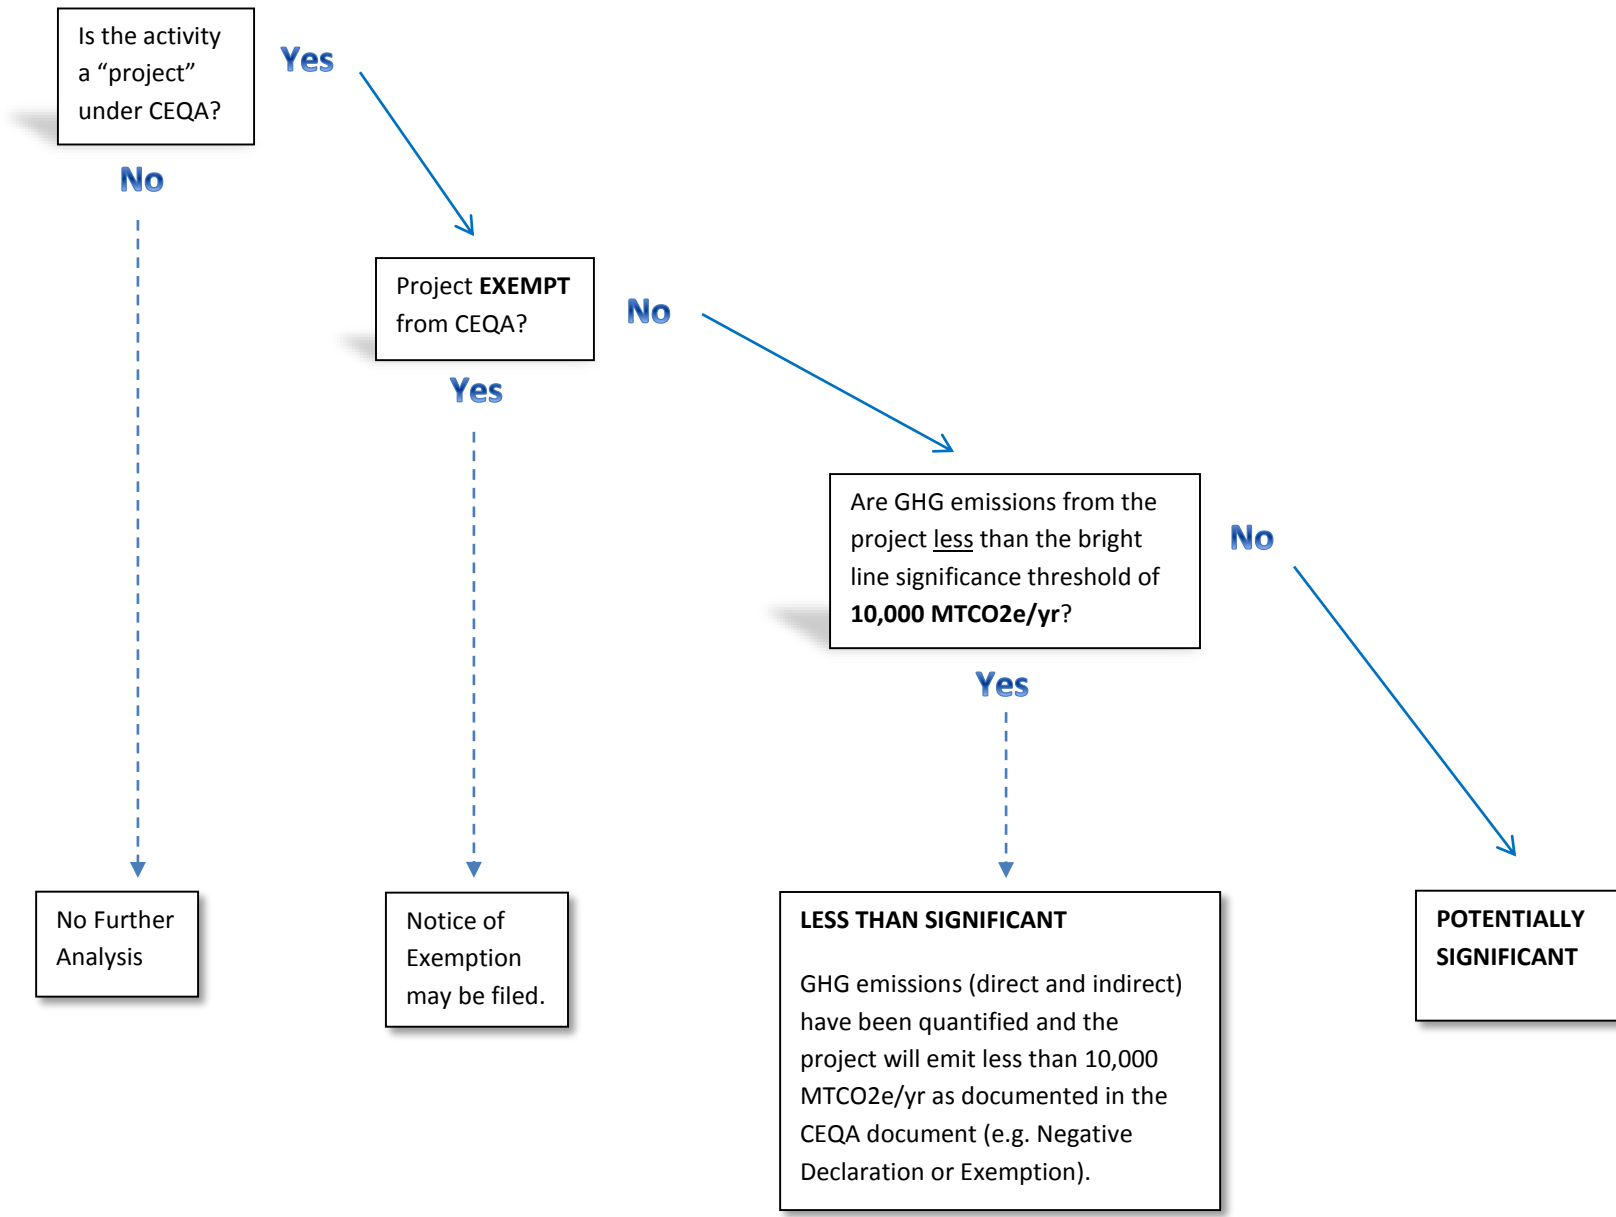 Is the activity
a “project”
under CEQA?
Yes
No
Project EXEMPT
from CEQA?
No
Yes
Are GHG emissions from the
project less than the bright
line significance threshold of
10,000 MTCO2e/yr?
No
Yes
No Further
Analysis
Notice of
Exemption
may be filed.
LESS THAN SIGNIFICANT
GHG emissions (direct and indirect)
have been quantified and the
project will emit less than 10,000
MTCO2e/yr as documented in the
CEQA document (e.g. Negative
Declaration or Exemption).
POTENTIALLY
SIGNIFICANT